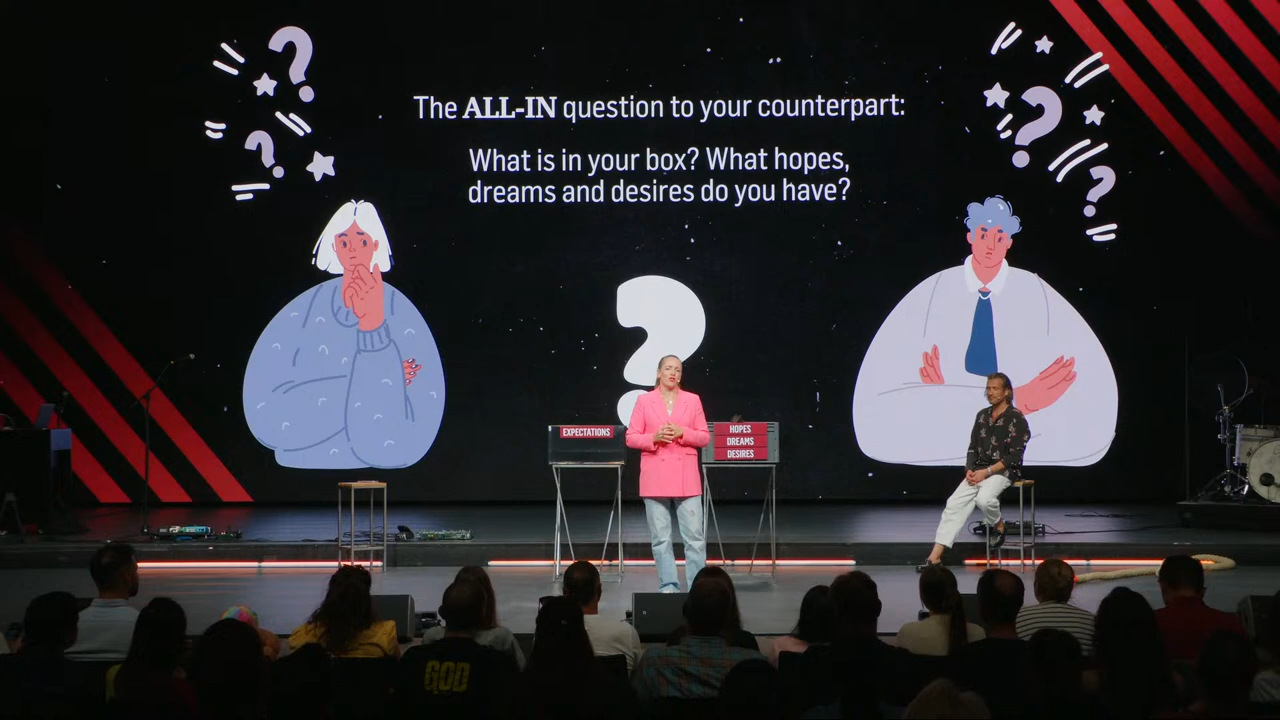 The ALL-IN question to your counterpart:
What is in your box? What hopes,
dreams and desires do you have?
EXPECTATIONS
HOPES
DREAMS
DESIRES
GOD